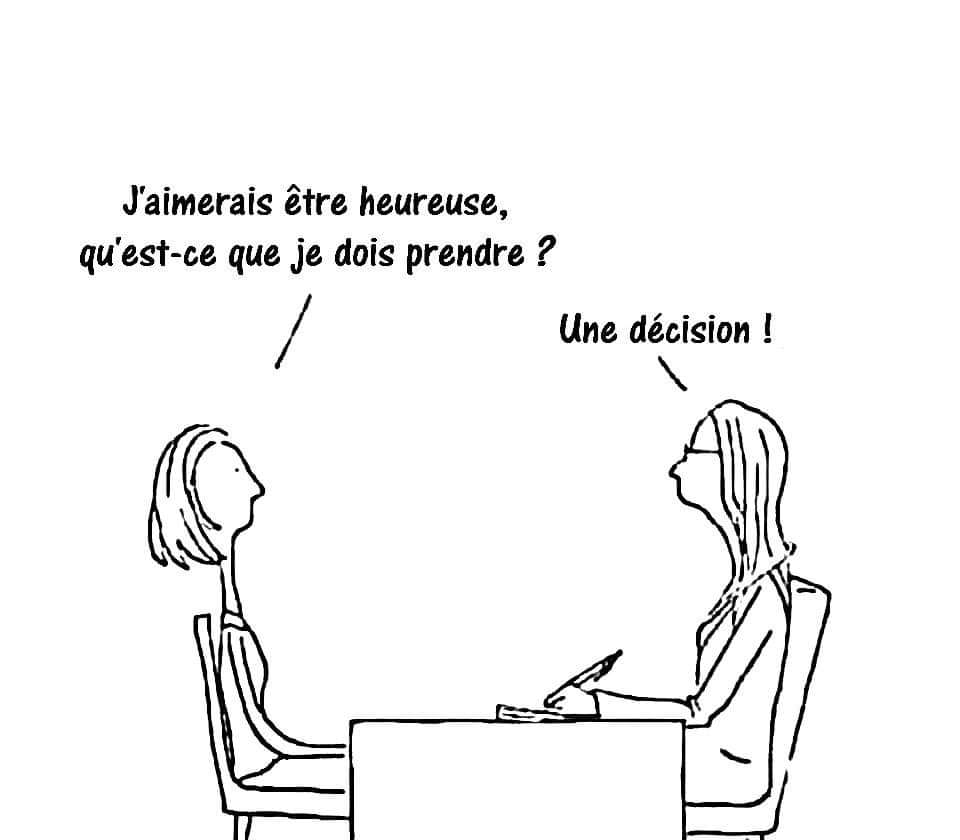 J'aimerais être heureuse,
qu'est-ce que je dois prendre ?
Une décision !